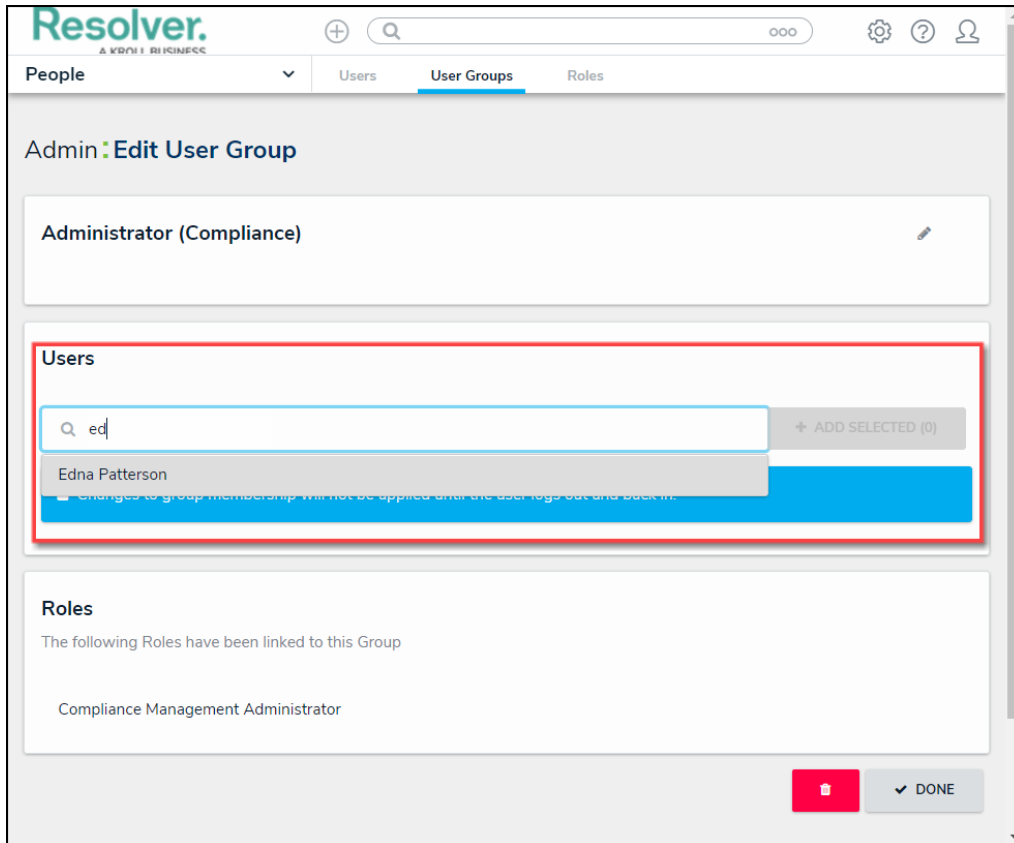 Resolver.
A KROLL BUSINESS
People
Users
User Groups
Roles
Admin:Edit User Group
Administrator (Compliance)
Users
ed
+ ADD SELECTED (0)
Edna Patterson
Changes to group membership will not be applied until the user logs out and back in.
Roles
The following Roles have been linked to this Group
Compliance Management Administrator
DONE